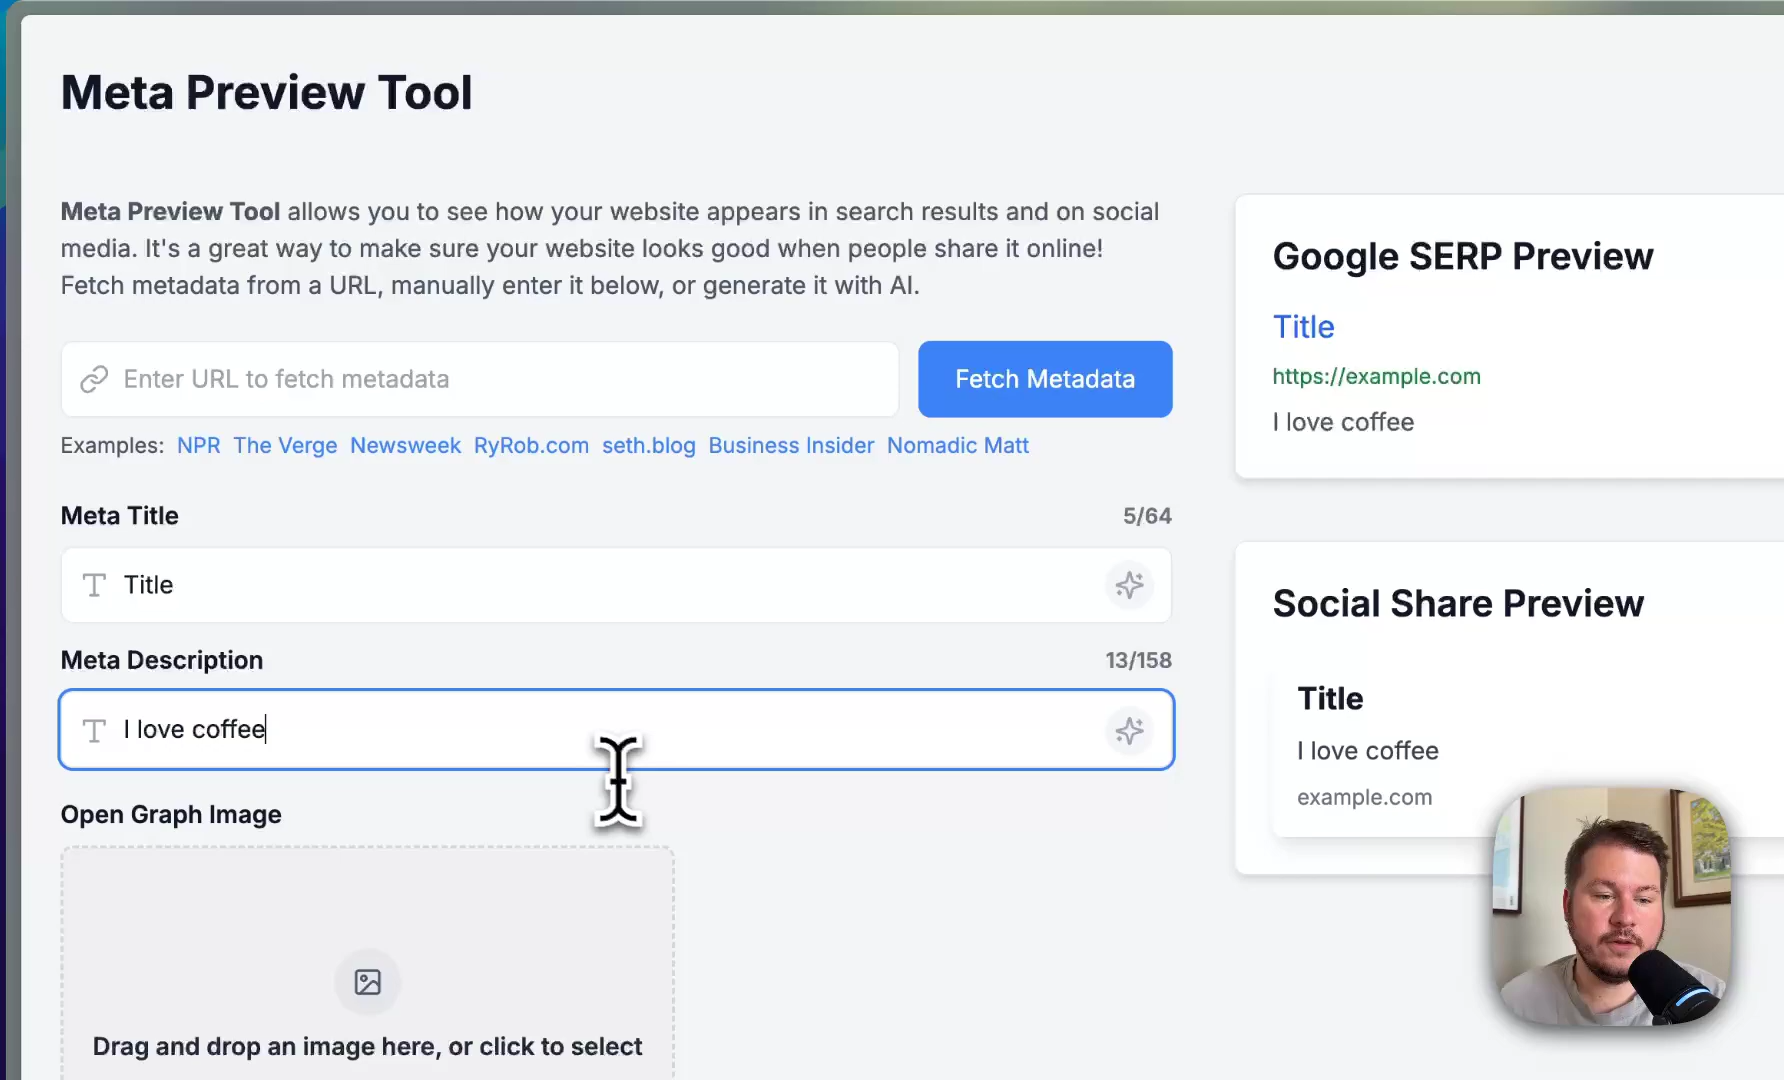 Meta Preview Tool
Meta Preview Tool allows you to see how your website appears in search results and on social
media. It's a great way to make sure your website looks good when people share it online!
Fetch metadata from a URL, manually enter it below, or generate it with AI.
Enter URL to fetch metadata
Fetch Metadata
Examples: NPR The Verge Newsweek RyRob.com seth.blog Business Insider Nomadic Matt
Meta Title
5/64
Title
Meta Description
13/158
I love coffee
Open Graph Image
Drag and drop an image here, or click to select
Google SERP Preview
Title
https://example.com
I love coffee
Social Share Preview
Title
I love coffee
example.com